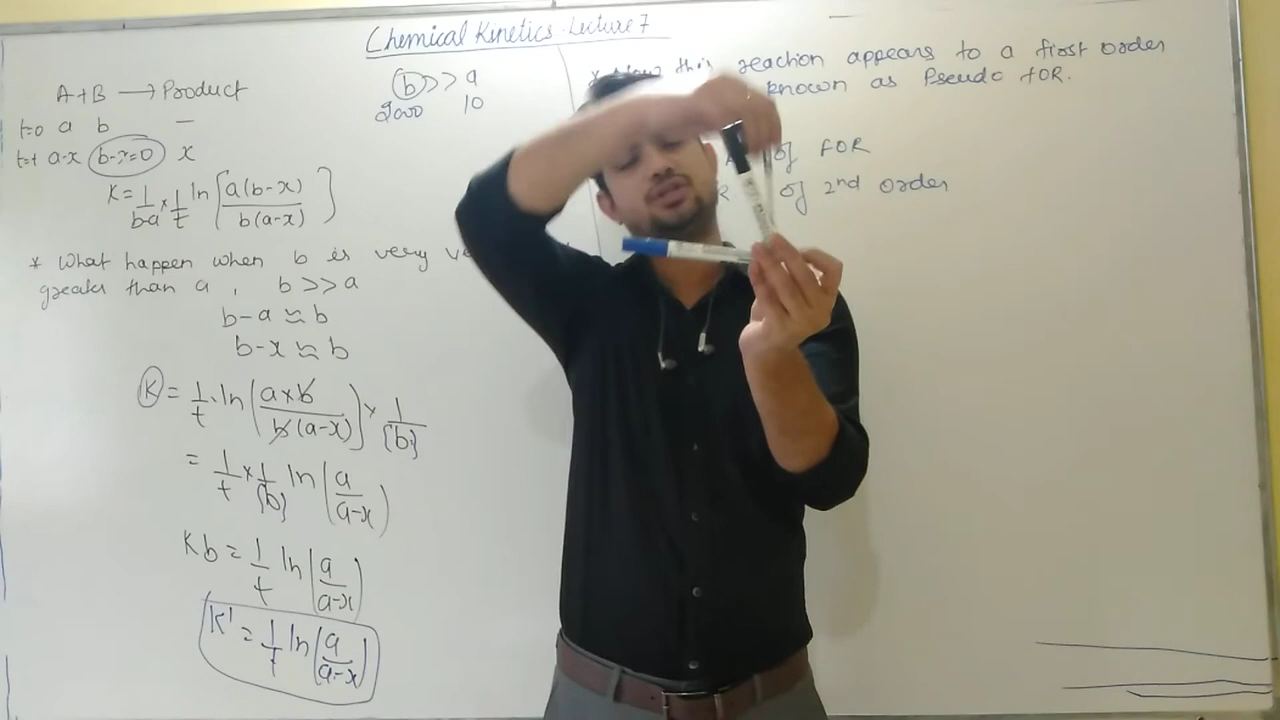 Chemical Kinetics Lecture 7
A+B → Product
t=0 a b –
t=t a-x (b-x=0) x
K = 1/b-a × 1/t ln [a(b-x) / b(a-x)]
b >> a
2000 10
* What happen when b is very
greater than a , b >> a
b-a ≈ b
b-x ≈ b
K = 1/t . ln (a×b / b(a-x)) × 1/{b}
= 1/t × 1/{b} ln (a / a-x)
Kb = 1/t ln (a / a-x)
K' = 1/t ln (a / a-x)
* this reaction appears to a first order
known as Pseudo FOR.
of FOR
of 2nd order